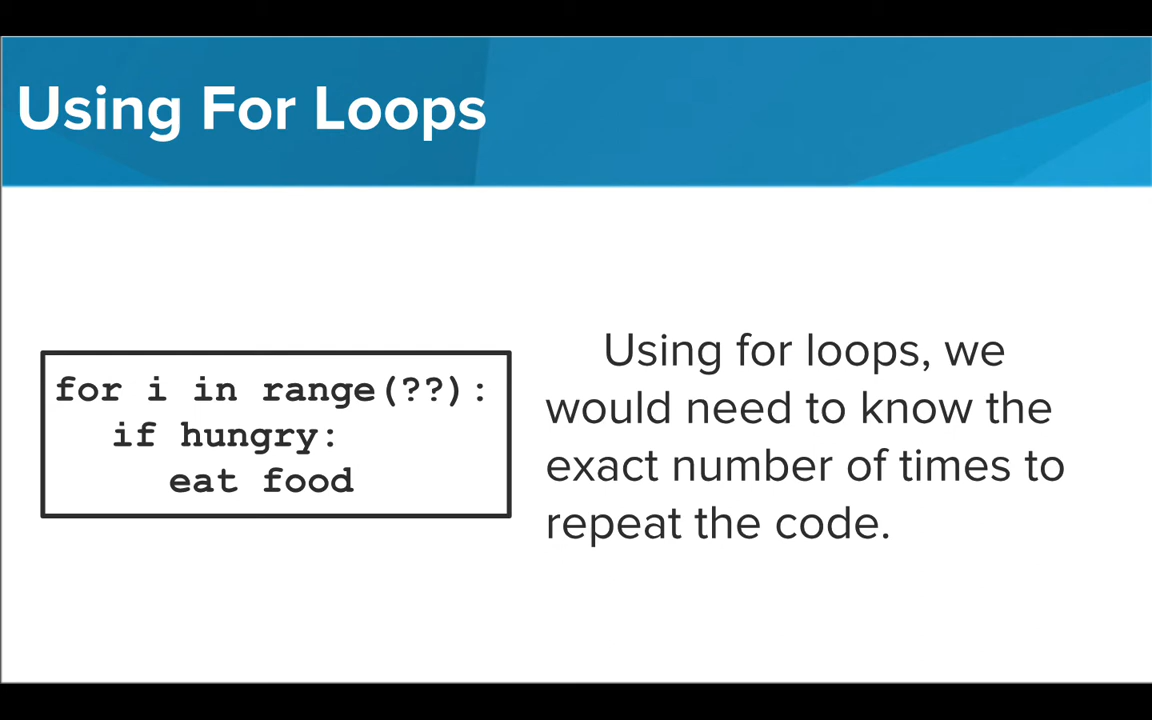 Using For Loops
for i in range(??):
if hungry:
eat food
Using for loops, we
would need to know the
exact number of times to
repeat the code.